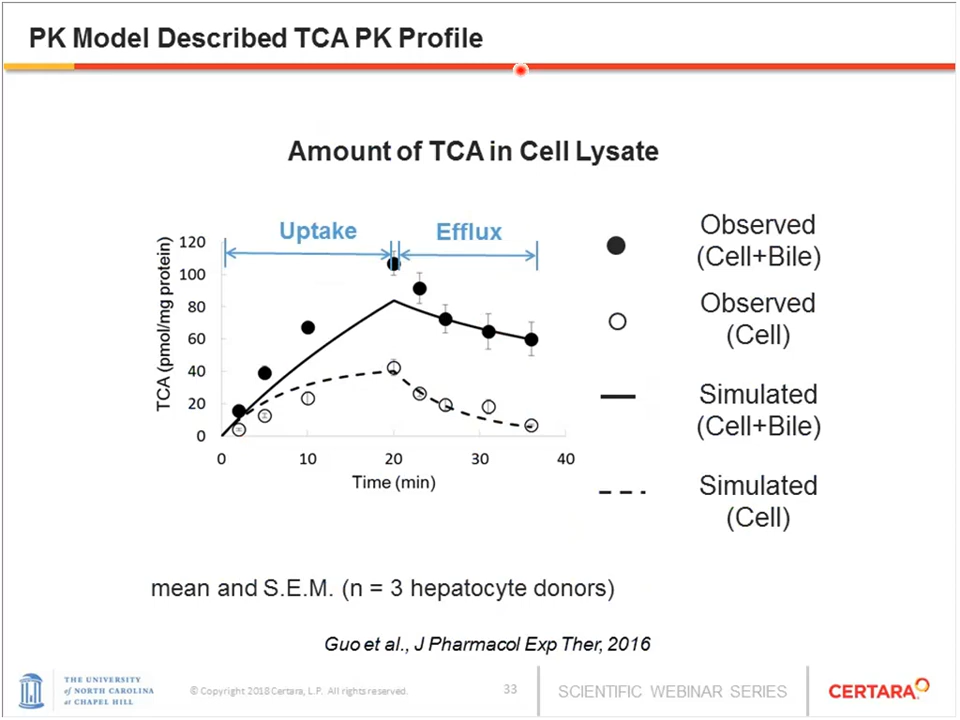 PK Model Described TCA PK Profile
Amount of TCA in Cell Lysate
Uptake
Efflux
TCA (pmol/mg protein)
120
100
80
60
40
20
0
0
10
20
30
40
Time (min)
Observed
(Cell+Bile)
Observed
(Cell)
Simulated
(Cell+Bile)
Simulated
(Cell)
mean and S.E.M. (n = 3 hepatocyte donors)
Guo et al., J Pharmacol Exp Ther, 2016
THE UNIVERSITY
of NORTH CAROLINA
at CHAPEL HILL
© Copyright 2018 Certara, L.P. All rights reserved.
33
SCIENTIFIC WEBINAR SERIES
CERTARA